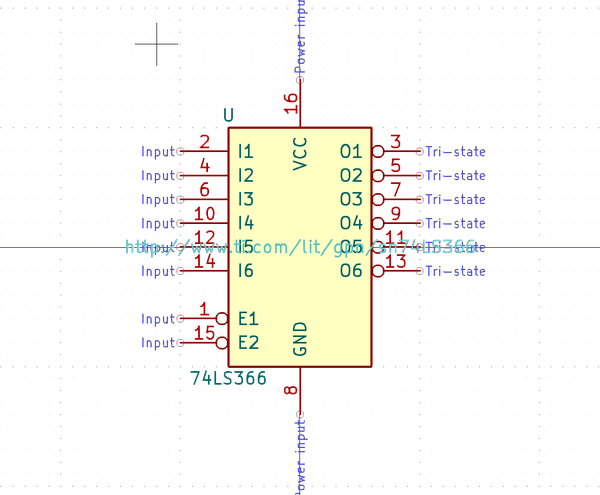 Power input
16
U
VCC
Input 2 I1 O1 3 Tri-state
Input 4 I2 O2 5 Tri-state
Input 6 I3 O3 7 Tri-state
Input 10 I4 O4 9 Tri-state
Input 12 I5 O5 11 Tri-state
http://www.ti.com/lit/gpn/sn74LS366
Input 14 I6 O6 13 Tri-state
Input 1 E1
Input 15 E2
GND
74LS366
8
Power input